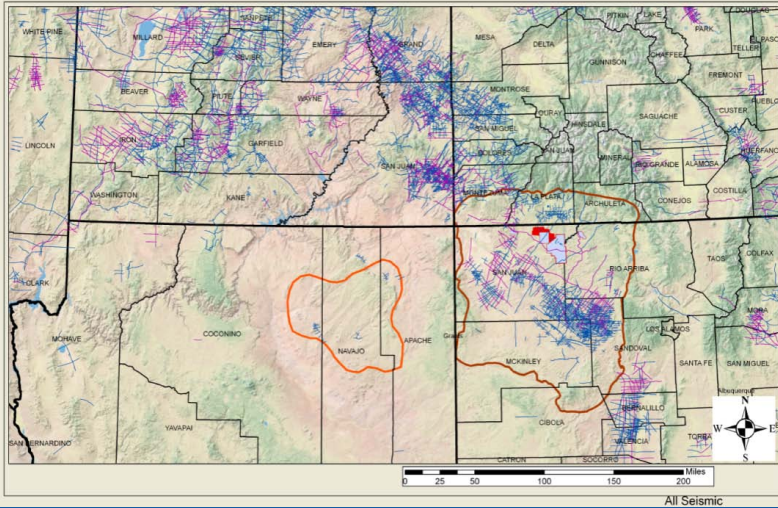 SANPETE
PITKIN
LAKE
DOUGLAS
WHITE PINE
MILLARD
EMERY
GRAND
MESA
DELTA
PARK
EL PASO
TELLER
SEVIER
GUNNISON
CHAFFEE
FREMONT
BEAVER
PIUTE
WAYNE
MONTROSE
OURAY
HINSDALE
SAGUACHE
CUSTER
PUEBLO
SAN MIGUEL
LINCOLN
IRON
GARFIELD
DOLORES
SAN JUAN
MINERAL
RIO GRANDE
ALAMOSA
HUERFANO
SAN JUAN
WASHINGTON
KANE
MONTEZUMA
LA PLATA
ARCHULETA
CONEJOS
COSTILLA
CLARK
SAN JUAN
RIO ARRIBA
TAOS
COLFAX
MOHAVE
COCONINO
NAVAJO
APACHE
MCKINLEY
SANDOVAL
LOS ALAMOS
MORA
SANTA FE
SAN MIGUEL
Albuquerque
YAVAPAI
CIBOLA
BERNALILLO
VALENCIA
SAN BERNARDINO
CATRON
SOCORRO
N
W
E
S
Miles
0 25 50 100 150 200
All Seismic